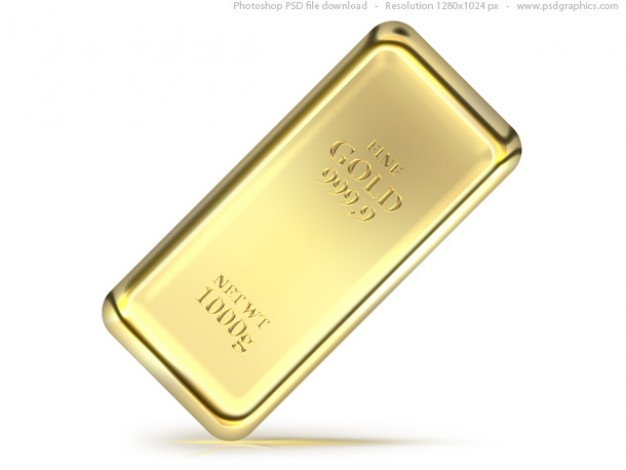 Photoshop PSD file download - Resolution 1280x1024 px - www.psdgraphics.com
FINE
GOLD
999.9
NET WT
1000g